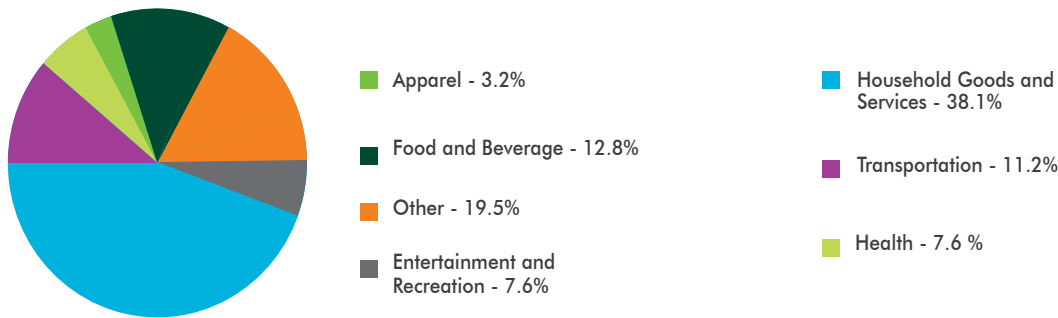 Apparel - 3.2%
Food and Beverage - 12.8%
Other - 19.5%
Entertainment and
Recreation - 7.6%
Household Goods and
Services - 38.1%
Transportation - 11.2%
Health - 7.6 %